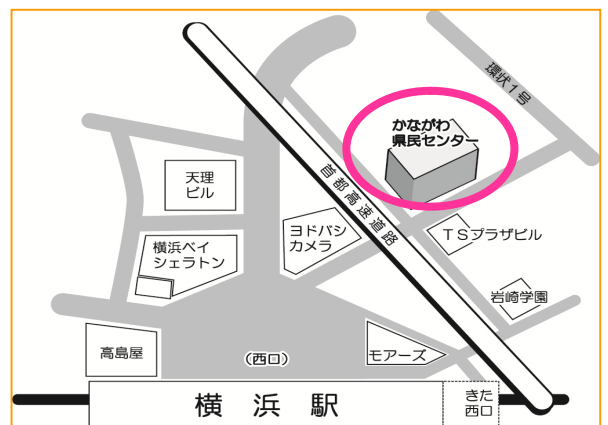 環状1号
かながわ
県民センター
首都高速道路
天理
ビル
ヨドバシ
カメラ
TSプラザビル
横浜ベイ
シェラトン
岩崎学園
高島屋
(西口)
モアーズ
横浜駅
きた
西口